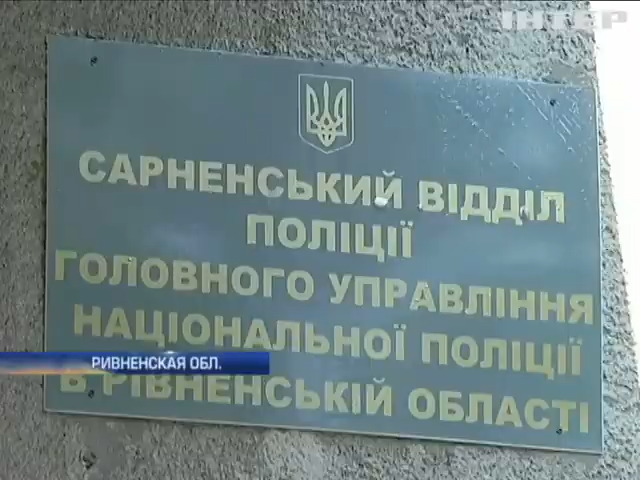 ІНТЕР
САРНЕНСЬКИЙ ВІДДІЛ
ПОЛІЦІЇ
ГОЛОВНОГО УПРАВЛІННЯ
НАЦІОНАЛЬНОЇ ПОЛІЦІЇ
РИВНЕНСКАЯ ОБЛ.
В РІВНЕНСЬКІЙ ОБЛАСТІ